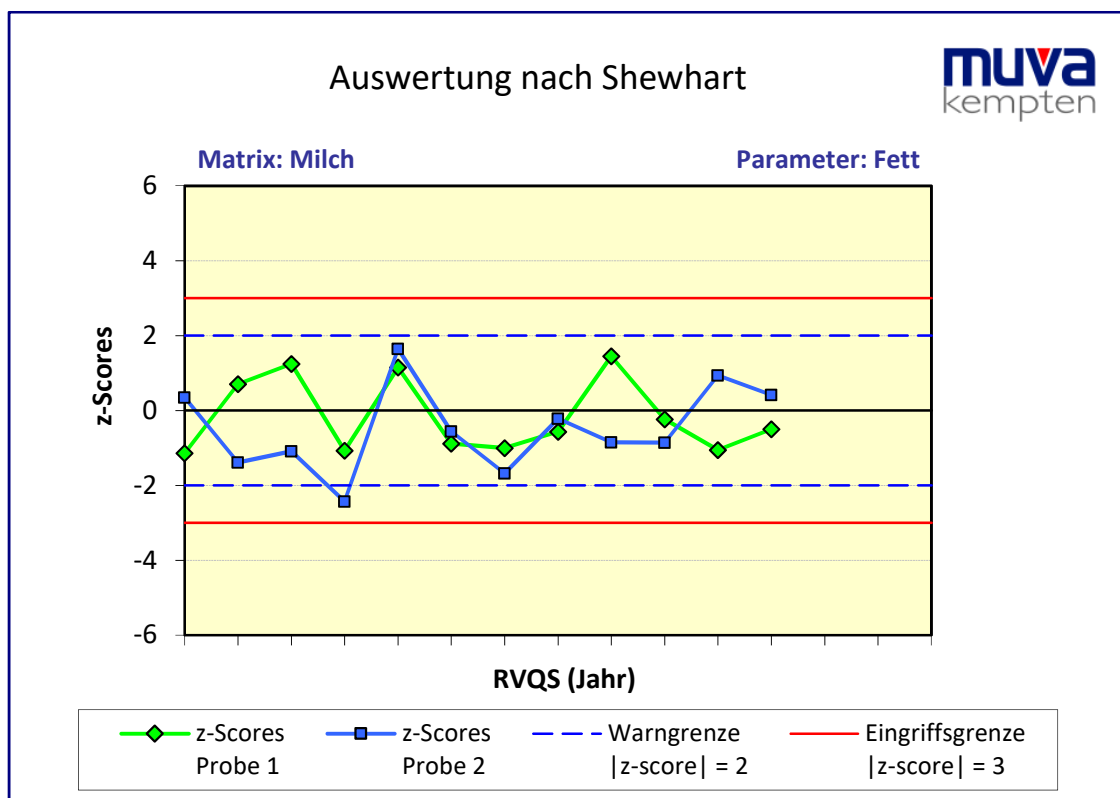 Auswertung nach Shewhart
muva
kempten
Matrix: Milch
Parameter: Fett
6
4
2
0
-2
-4
-6
z-Scores
RVQS (Jahr)
z-Scores
Probe 1
z-Scores
Probe 2
Warngrenze
|z-score| = 2
Eingriffsgrenze
|z-score| = 3